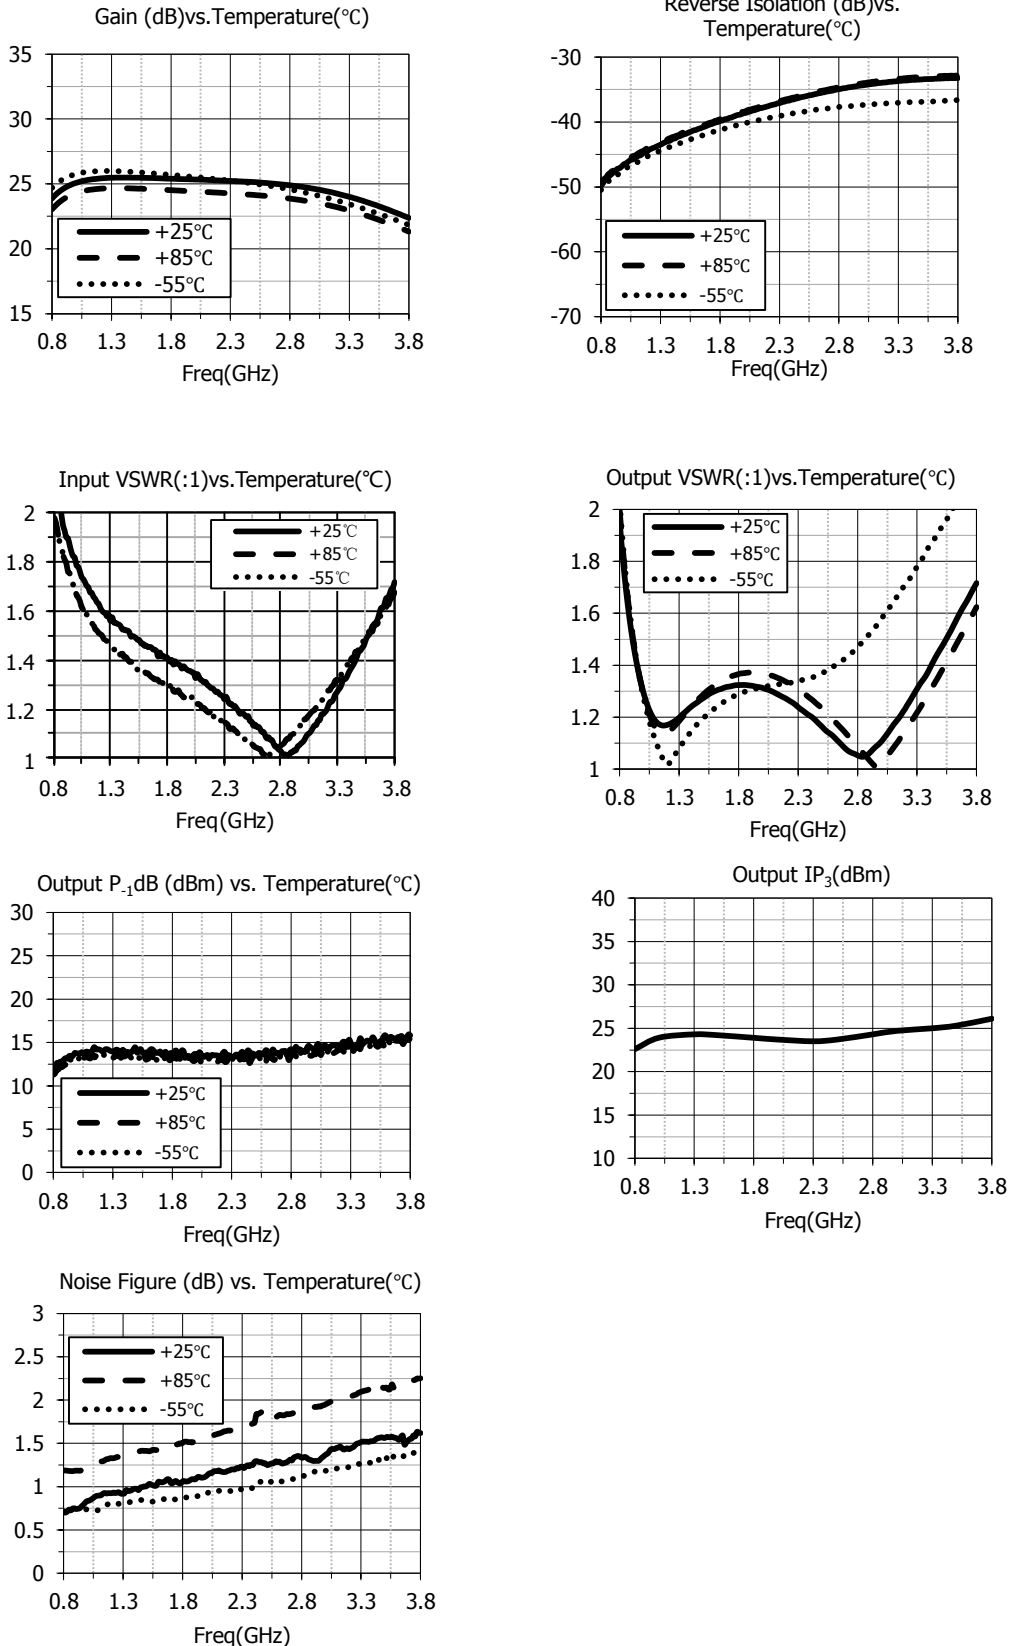 Gain (dB)vs.Temperature(℃)
35
30
25
20
15
+25℃
+85℃
-55℃
0.8 1.3 1.8 2.3 2.8 3.3 3.8
Freq(GHz)
Reverse Isolation (dB)vs.
Temperature(℃)
-30
-40
-50
-60
-70
+25℃
+85℃
-55℃
0.8 1.3 1.8 2.3 2.8 3.3 3.8
Freq(GHz)
Input VSWR(:1)vs.Temperature(℃)
2
1.8
1.6
1.4
1.2
1
+25℃
+85℃
-55℃
0.8 1.3 1.8 2.3 2.8 3.3 3.8
Freq(GHz)
Output VSWR(:1)vs.Temperature(℃)
2
1.8
1.6
1.4
1.2
1
+25℃
+85℃
-55℃
0.8 1.3 1.8 2.3 2.8 3.3 3.8
Freq(GHz)
Output P-1dB (dBm) vs. Temperature(℃)
30
25
20
15
10
5
0
+25℃
+85℃
-55℃
0.8 1.3 1.8 2.3 2.8 3.3 3.8
Freq(GHz)
Output IP3(dBm)
40
35
30
25
20
15
10
0.8 1.3 1.8 2.3 2.8 3.3 3.8
Freq(GHz)
Noise Figure (dB) vs. Temperature(℃)
3
2.5
2
1.5
1
0.5
0
+25℃
+85℃
-55℃
0.8 1.3 1.8 2.3 2.8 3.3 3.8
Freq(GHz)